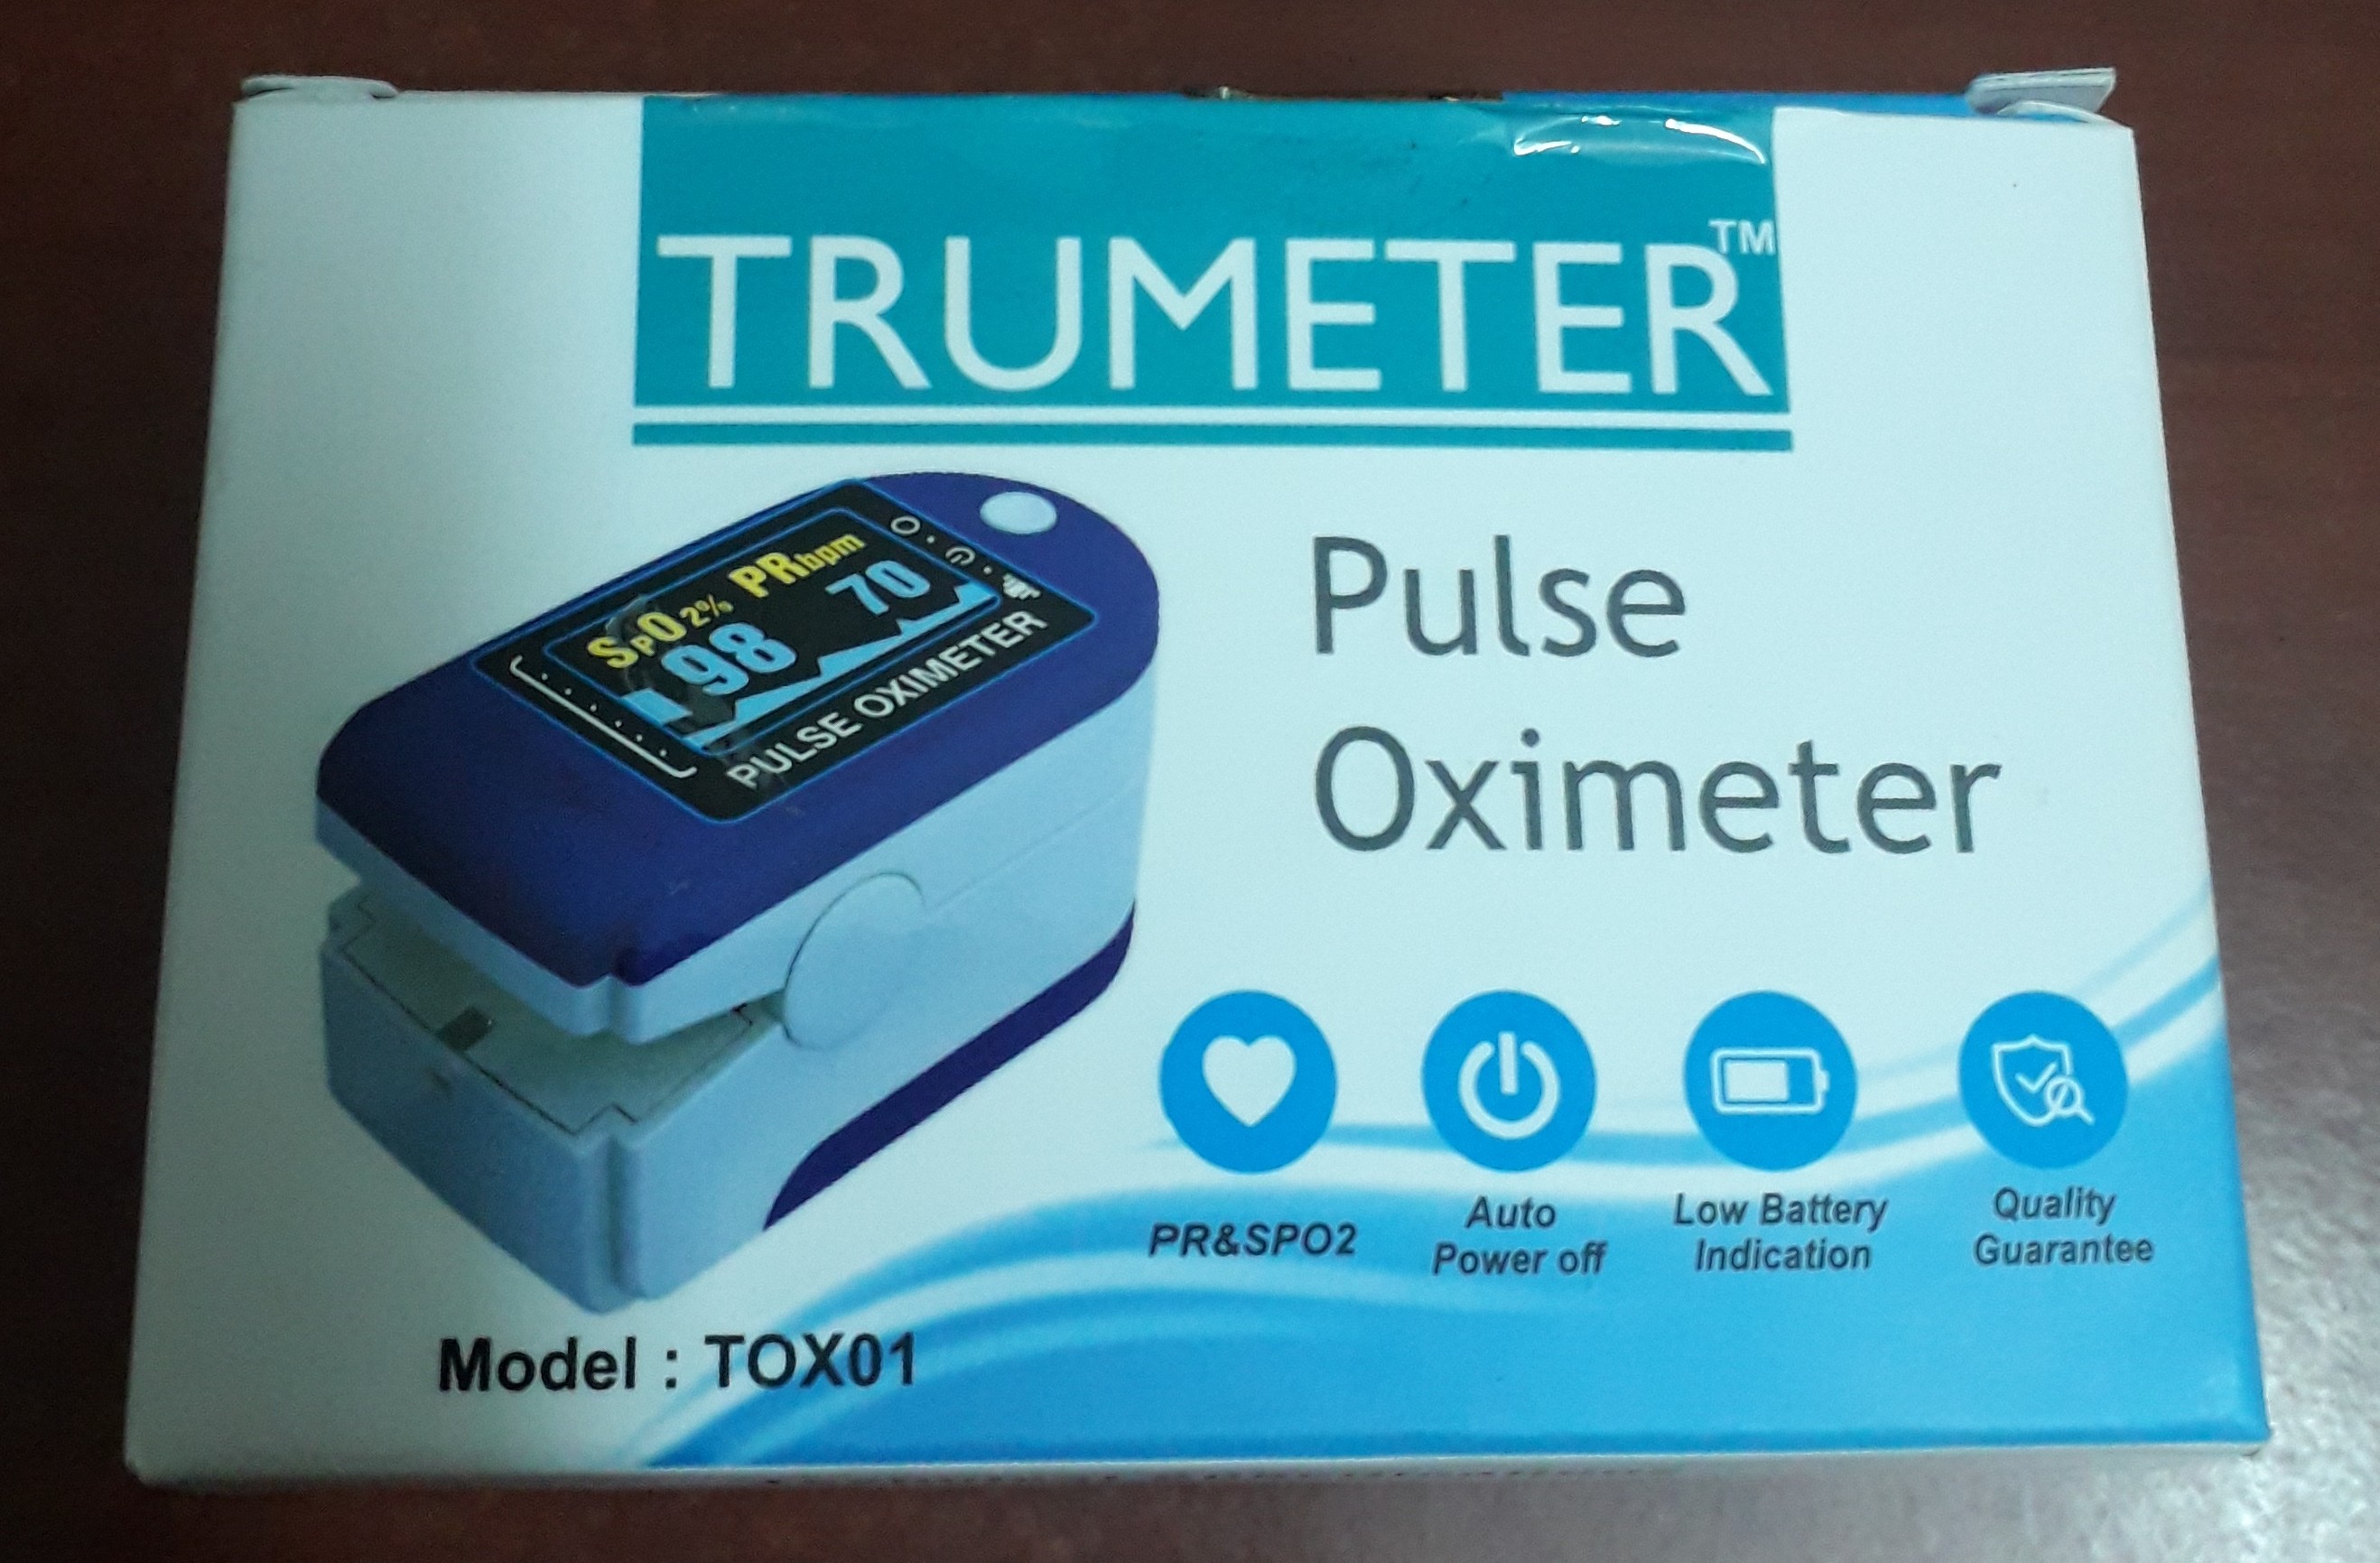 TRUMETER™
SpO2% PRbpm
98 70
PULSE OXIMETER
Pulse
Oximeter
PR&SPO2
Auto
Power off
Low Battery
Indication
Quality
Guarantee
Model : TOX01